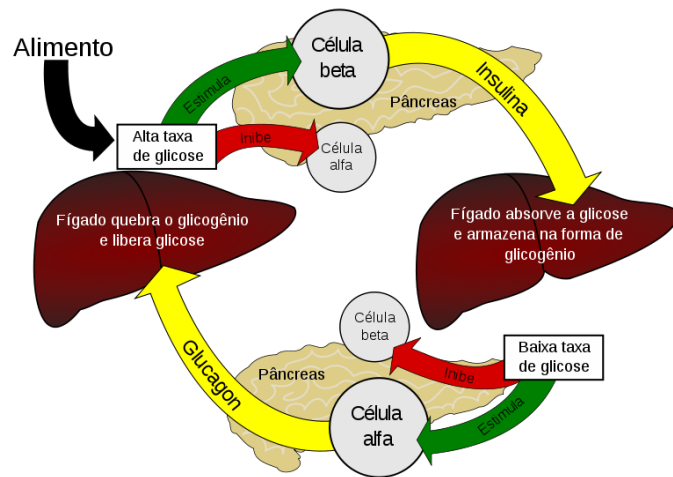 Alimento
Célula
beta
Estimula
Pâncreas
Insulina
Alta taxa
de glicose
Inibe
Célula
alfa
Fígado quebra o glicogênio
e libera glicose
Fígado absorve a glicose
e armazena na forma de
glicogênio
Célula
beta
Baixa taxa
de glicose
Inibe
Pâncreas
Glucagon
Célula
alfa
Estimula